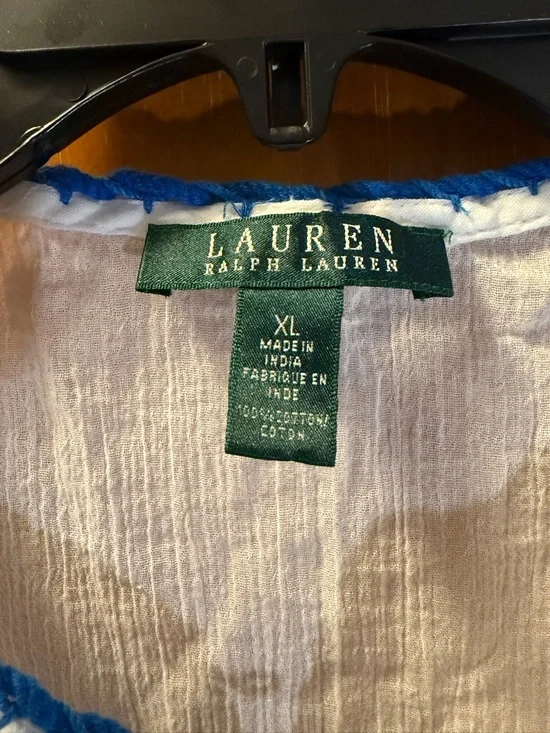 LAUREN
RALPH LAUREN
XL
MADE IN
INDIA
FABRIQUE EN
INDE
100% COTTON/
COTON